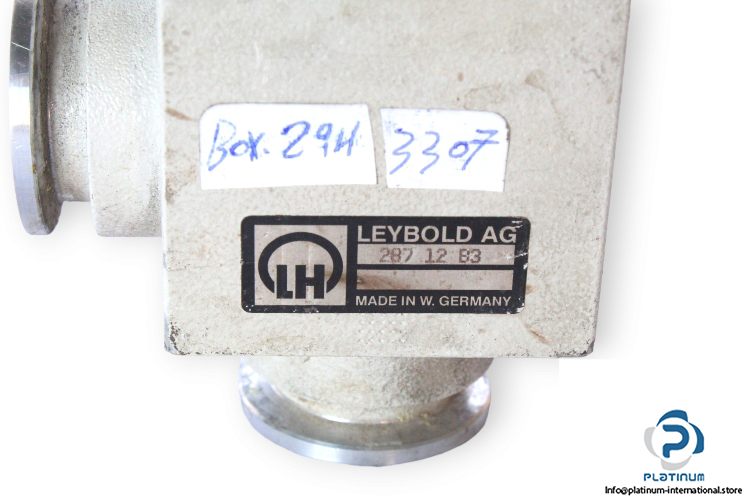 Box. 29H
3307
LEYBOLD AG
287 12 B3
LH
MADE IN W. GERMANY
PLATINUM
Info@platinum-international.store